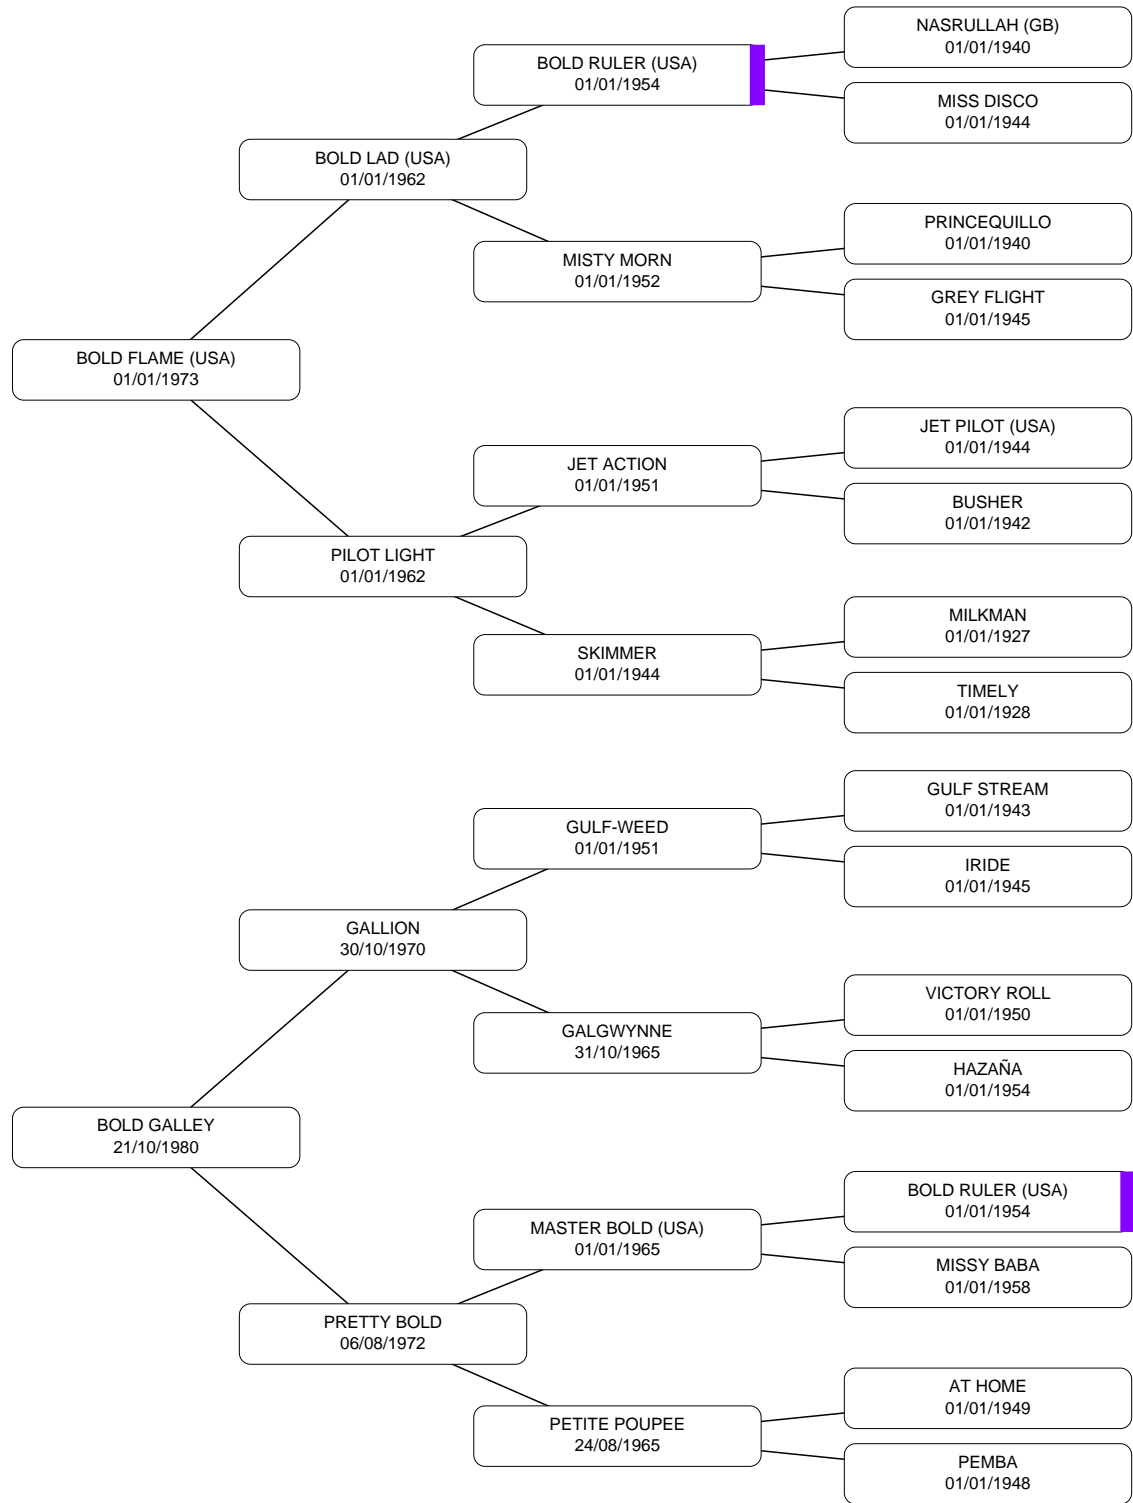 NASRULLAH (GB)
01/01/1940
BOLD RULER (USA)
01/01/1954
MISS DISCO
01/01/1944
BOLD LAD (USA)
01/01/1962
PRINCEQUILLO
01/01/1940
MISTY MORN
01/01/1952
GREY FLIGHT
01/01/1945
BOLD FLAME (USA)
01/01/1973
JET PILOT (USA)
01/01/1944
JET ACTION
01/01/1951
BUSHER
01/01/1942
PILOT LIGHT
01/01/1962
MILKMAN
01/01/1927
SKIMMER
01/01/1944
TIMELY
01/01/1928
GULF STREAM
01/01/1943
GULF-WEED
01/01/1951
IRIDE
01/01/1945
GALLION
30/10/1970
VICTORY ROLL
01/01/1950
GALGWYNNE
31/10/1965
HAZAÑA
01/01/1954
BOLD GALLEY
21/10/1980
BOLD RULER (USA)
01/01/1954
MASTER BOLD (USA)
01/01/1965
MISSY BABA
01/01/1958
PRETTY BOLD
06/08/1972
AT HOME
01/01/1949
PETITE POUPEE
24/08/1965
PEMBA
01/01/1948